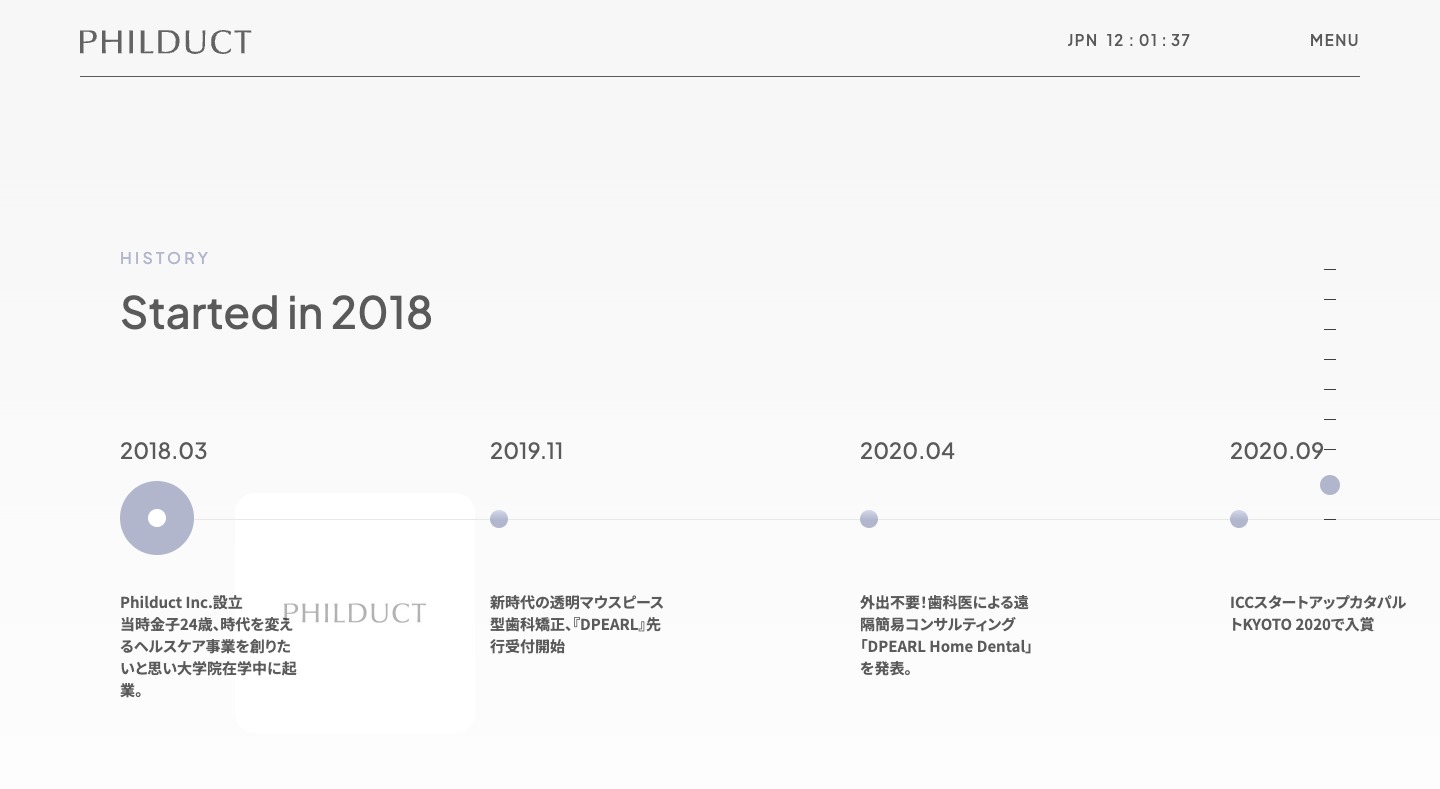 PHILDUCT
JPN 12 : 01 : 37
MENU
HISTORY
Started in 2018
2018.03
2019.11
2020.04
2020.09
Philduct Inc.設立
当時金子24歳、時代を変え
るヘルスケア事業を創りた
いと思い大学院在学中に起
業。
PHILDUCT
新時代の透明マウスピース
型歯科矯正、『DPEARL』先
行受付開始
外出不要！歯科医による遠
隔簡易コンサルティング
「DPEARL Home Dental」
を発表。
ICCスタートアップカタパル
トKYOTO 2020で入賞